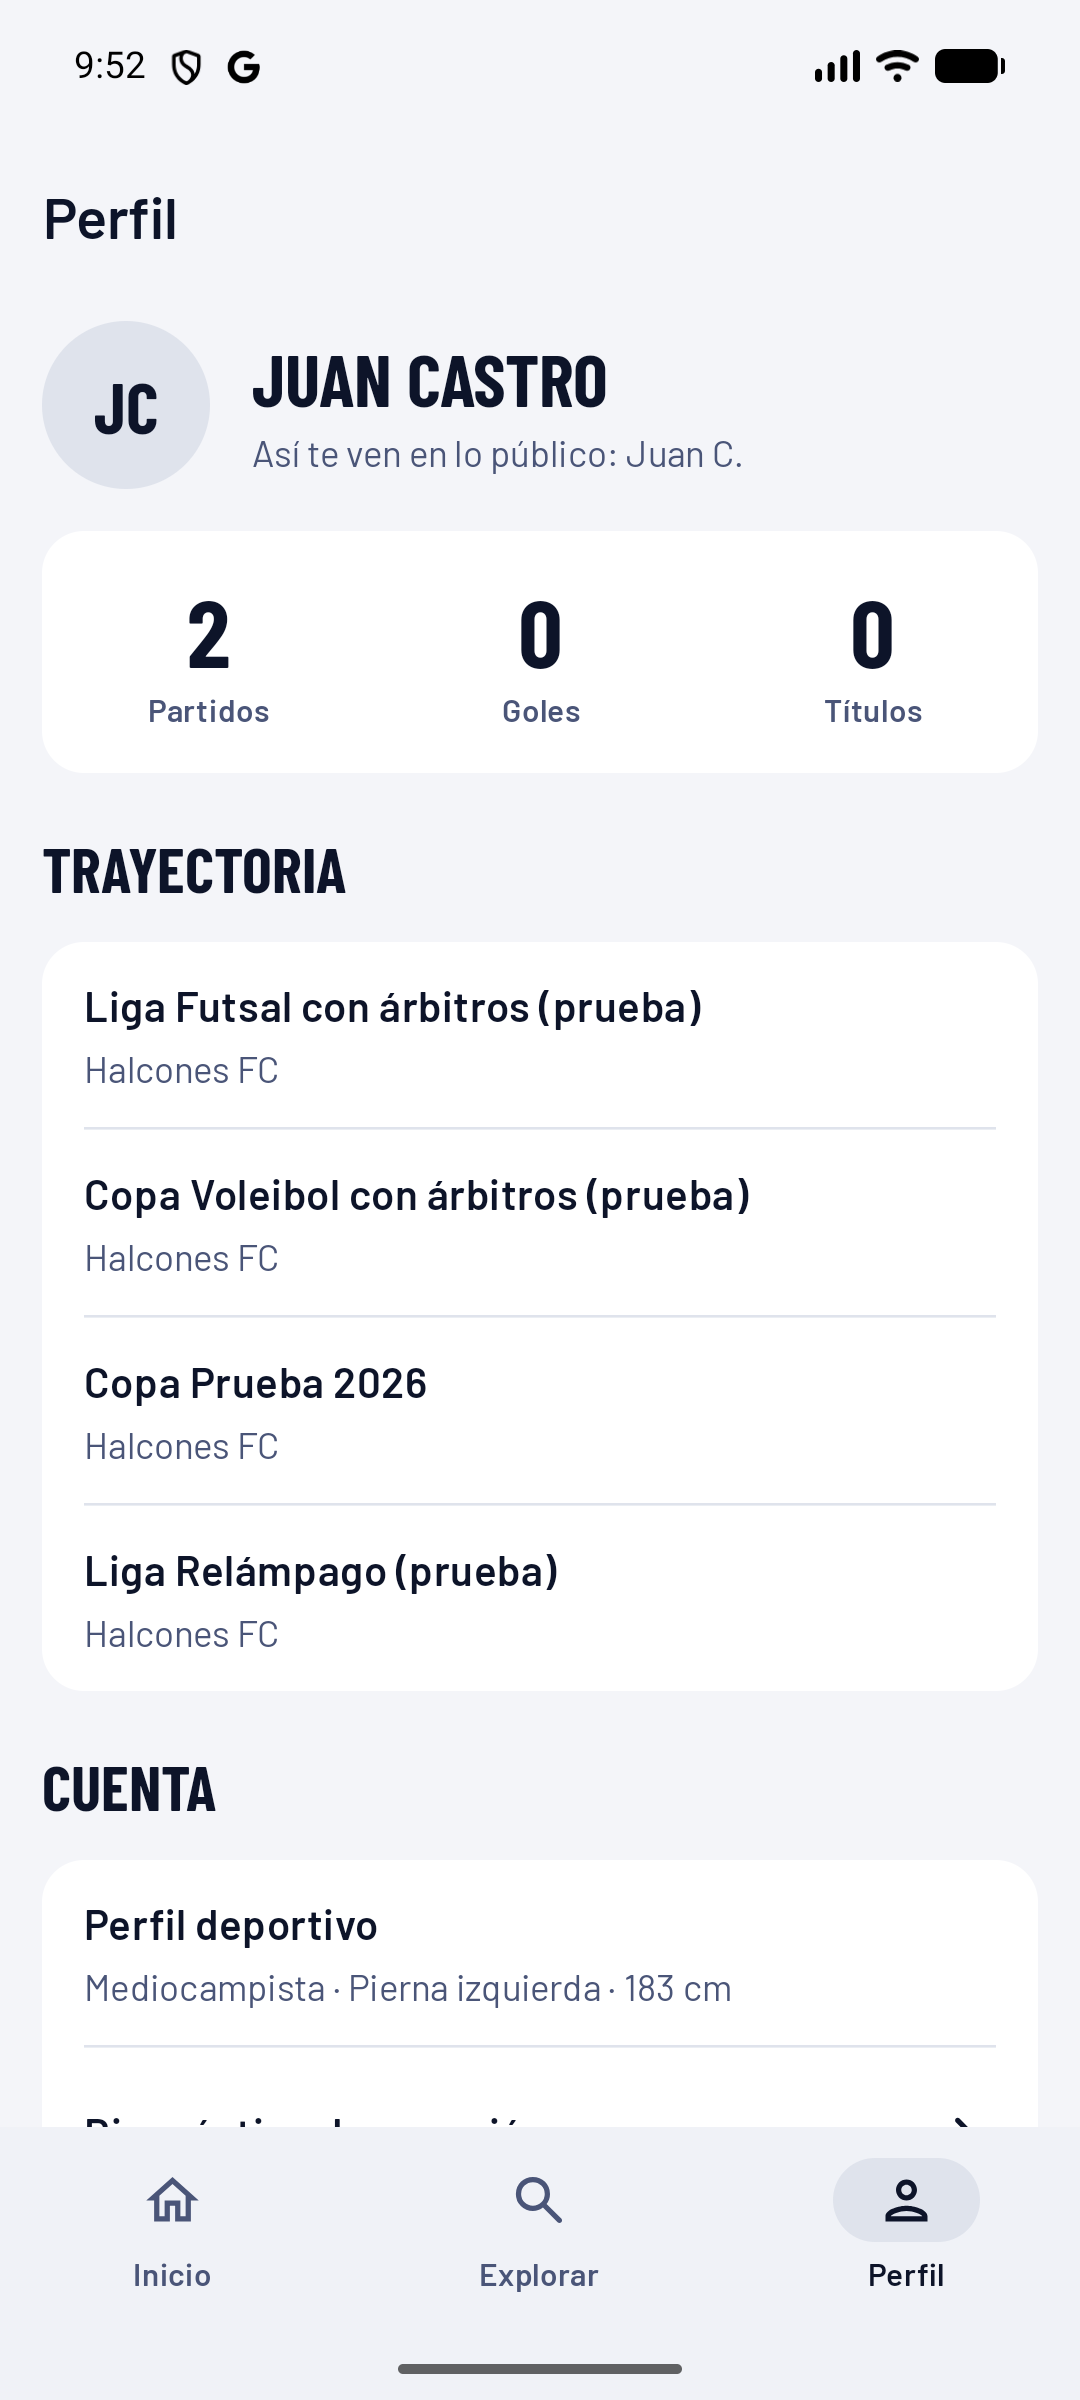 9:52
Perfil
JC
JUAN CASTRO
Así te ven en lo público: Juan C.
2 0 0
Partidos Goles Títulos
TRAYECTORIA
Liga Futsal con árbitros (prueba)
Halcones FC
Copa Voleibol con árbitros (prueba)
Halcones FC
Copa Prueba 2026
Halcones FC
Liga Relámpago (prueba)
Halcones FC
CUENTA
Perfil deportivo
Mediocampista · Pierna izquierda · 183 cm
Inicio Explorar Perfil